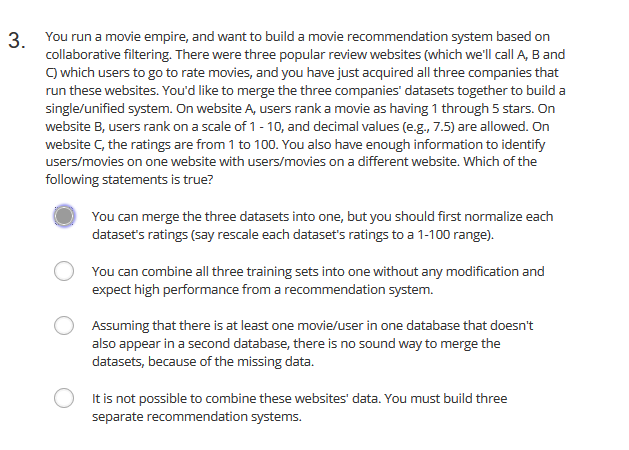 3. You run a movie empire, and want to build a movie recommendation system based on
collaborative filtering. There were three popular review websites (which we'll call A, B and
C) which users to go to rate movies, and you have just acquired all three companies that
run these websites. You'd like to merge the three companies' datasets together to build a
single/unified system. On website A, users rank a movie as having 1 through 5 stars. On
website B, users rank on a scale of 1 - 10, and decimal values (e.g., 7.5) are allowed. On
website C, the ratings are from 1 to 100. You also have enough information to identify
users/movies on one website with users/movies on a different website. Which of the
following statements is true?
You can merge the three datasets into one, but you should first normalize each
dataset's ratings (say rescale each dataset's ratings to a 1-100 range).
You can combine all three training sets into one without any modification and
expect high performance from a recommendation system.
Assuming that there is at least one movie/user in one database that doesn't
also appear in a second database, there is no sound way to merge the
datasets, because of the missing data.
It is not possible to combine these websites' data. You must build three
separate recommendation systems.